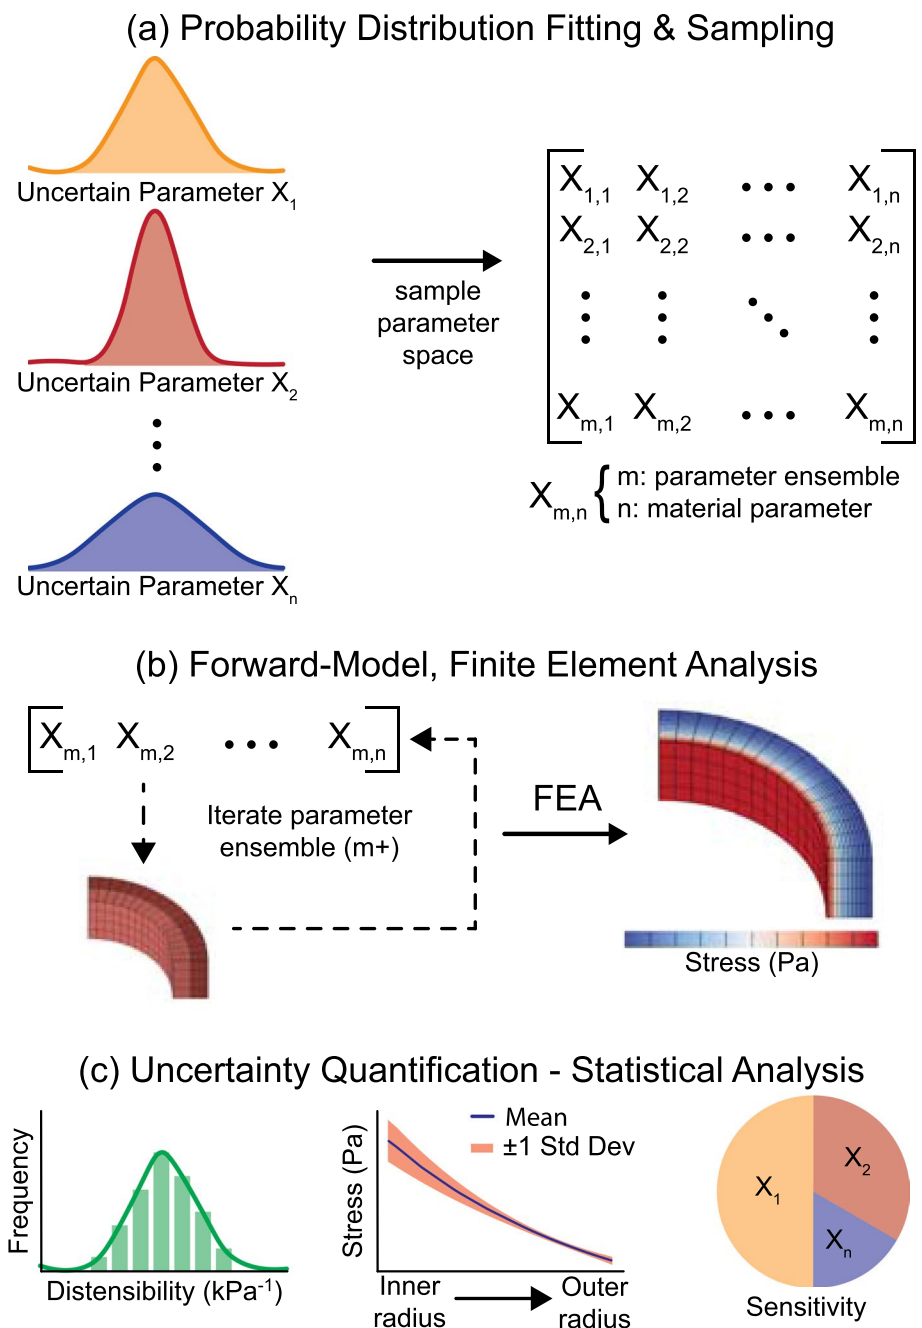 (a) Probability Distribution Fitting & Sampling
Uncertain Parameter X1
Uncertain Parameter X2
Uncertain Parameter Xn
sample
parameter
space
X1,1 X1,2 ••• X1,n
X2,1 X2,2 ••• X2,n
Xm,1 Xm,2 ••• Xm,n
Xm,n { m: parameter ensemble
n: material parameter
(b) Forward-Model, Finite Element Analysis
Xm,1 Xm,2 ••• Xm,n
Iterate parameter
ensemble (m+)
FEA
Stress (Pa)
(c) Uncertainty Quantification - Statistical Analysis
Frequency
Distensibility (kPa-1)
Stress (Pa)
Mean
±1 Std Dev
Inner
radius
Outer
radius
X1
X2
Xn
Sensitivity